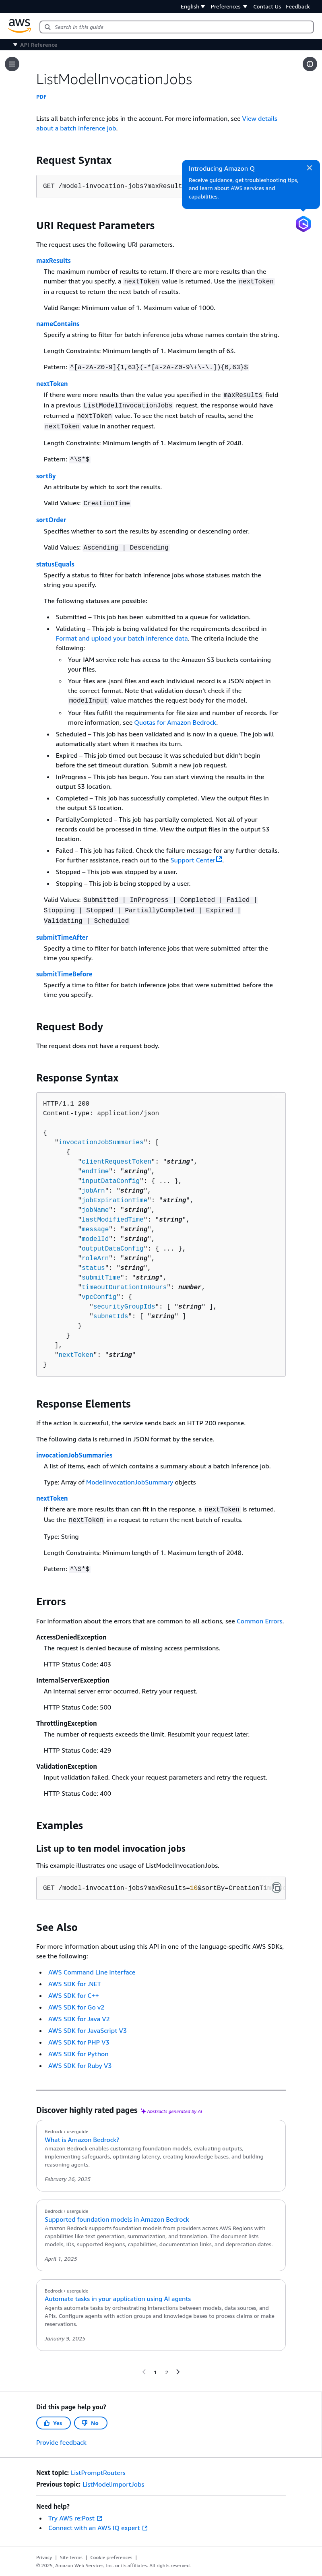 English
Preferences
Contact Us
Feedback
aws
Search in this guide
API Reference
ListModelInvocationJobs
PDF
Lists all batch inference jobs in the account. For more information, see View details
about a batch inference job.
Request Syntax
GET /model-invocation-jobs?maxResult
Introducing Amazon Q
Receive guidance, get troubleshooting tips,
and learn about AWS services and
capabilities.
URI Request Parameters
The request uses the following URI parameters.
maxResults
The maximum number of results to return. If there are more results than the
number that you specify, a nextToken value is returned. Use the nextToken
in a request to return the next batch of results.
Valid Range: Minimum value of 1. Maximum value of 1000.
nameContains
Specify a string to filter for batch inference jobs whose names contain the string.
Length Constraints: Minimum length of 1. Maximum length of 63.
Pattern: ^[a-zA-Z0-9]{1,63}(-*[a-zA-Z0-9\+\-\.]){0,63}$
nextToken
If there were more results than the value you specified in the maxResults field
in a previous ListModelInvocationJobs request, the response would have
returned a nextToken value. To see the next batch of results, send the
nextToken value in another request.
Length Constraints: Minimum length of 1. Maximum length of 2048.
Pattern: ^\S*$
sortBy
An attribute by which to sort the results.
Valid Values: CreationTime
sortOrder
Specifies whether to sort the results by ascending or descending order.
Valid Values: Ascending | Descending
statusEquals
Specify a status to filter for batch inference jobs whose statuses match the
string you specify.
The following statuses are possible:
• Submitted – This job has been submitted to a queue for validation.
• Validating – This job is being validated for the requirements described in
Format and upload your batch inference data. The criteria include the
following:
Your IAM service role has access to the Amazon S3 buckets containing
your files.
Your files are .jsonl files and each individual record is a JSON object in
the correct format. Note that validation doesn't check if the
modelInput value matches the request body for the model.
Your files fulfill the requirements for file size and number of records. For
more information, see Quotas for Amazon Bedrock.
• Scheduled – This job has been validated and is now in a queue. The job will
automatically start when it reaches its turn.
• Expired – This job timed out because it was scheduled but didn't begin
before the set timeout duration. Submit a new job request.
• InProgress – This job has begun. You can start viewing the results in the
output S3 location.
• Completed – This job has successfully completed. View the output files in
the output S3 location.
• PartiallyCompleted – This job has partially completed. Not all of your
records could be processed in time. View the output files in the output S3
location.
• Failed – This job has failed. Check the failure message for any further details.
For further assistance, reach out to the Support Center.
• Stopped – This job was stopped by a user.
• Stopping – This job is being stopped by a user.
Valid Values: Submitted | InProgress | Completed | Failed |
Stopping | Stopped | PartiallyCompleted | Expired |
Validating | Scheduled
submitTimeAfter
Specify a time to filter for batch inference jobs that were submitted after the
time you specify.
submitTimeBefore
Specify a time to filter for batch inference jobs that were submitted before the
time you specify.
Request Body
The request does not have a request body.
Response Syntax
HTTP/1.1 200
Content-type: application/json
{
"invocationJobSummaries": [
{
"clientRequestToken": "string",
"endTime": "string",
"inputDataConfig": { ... },
"jobArn": "string",
"jobExpirationTime": "string",
"jobName": "string",
"lastModifiedTime": "string",
"message": "string",
"modelId": "string",
"outputDataConfig": { ... },
"roleArn": "string",
"status": "string",
"submitTime": "string",
"timeoutDurationInHours": number,
"vpcConfig": {
"securityGroupIds": [ "string" ],
"subnetIds": [ "string" ]
}
}
],
"nextToken": "string"
}
Response Elements
If the action is successful, the service sends back an HTTP 200 response.
The following data is returned in JSON format by the service.
invocationJobSummaries
A list of items, each of which contains a summary about a batch inference job.
Type: Array of ModelInvocationJobSummary objects
nextToken
If there are more results than can fit in the response, a nextToken is returned.
Use the nextToken in a request to return the next batch of results.
Type: String
Length Constraints: Minimum length of 1. Maximum length of 2048.
Pattern: ^\S*$
Errors
For information about the errors that are common to all actions, see Common Errors.
AccessDeniedException
The request is denied because of missing access permissions.
HTTP Status Code: 403
InternalServerException
An internal server error occurred. Retry your request.
HTTP Status Code: 500
ThrottlingException
The number of requests exceeds the limit. Resubmit your request later.
HTTP Status Code: 429
ValidationException
Input validation failed. Check your request parameters and retry the request.
HTTP Status Code: 400
Examples
List up to ten model invocation jobs
This example illustrates one usage of ListModelInvocationJobs.
GET /model-invocation-jobs?maxResults=10&sortBy=CreationTi
See Also
For more information about using this API in one of the language-specific AWS SDKs,
see the following:
• AWS Command Line Interface
• AWS SDK for .NET
• AWS SDK for C++
• AWS SDK for Go v2
• AWS SDK for Java V2
• AWS SDK for JavaScript V3
• AWS SDK for PHP V3
• AWS SDK for Python
• AWS SDK for Ruby V3
Discover highly rated pages Abstracts generated by AI
Bedrock › userguide
What is Amazon Bedrock?
Amazon Bedrock enables customizing foundation models, evaluating outputs,
implementing safeguards, optimizing latency, creating knowledge bases, and building
reasoning agents.
February 26, 2025
Bedrock › userguide
Supported foundation models in Amazon Bedrock
Amazon Bedrock supports foundation models from providers across AWS Regions with
capabilities like text generation, summarization, and translation. The document lists
models, IDs, supported Regions, capabilities, documentation links, and deprecation dates.
April 1, 2025
Bedrock › userguide
Automate tasks in your application using AI agents
Agents automate tasks by orchestrating interactions between models, data sources, and
APIs. Configure agents with action groups and knowledge bases to process claims or make
reservations.
January 9, 2025
1 2
Did this page help you?
Yes
No
Provide feedback
Next topic: ListPromptRouters
Previous topic: ListModelImportJobs
Need help?
• Try AWS re:Post
• Connect with an AWS IQ expert
Privacy | Site terms | Cookie preferences |
© 2025, Amazon Web Services, Inc. or its affiliates. All rights reserved.